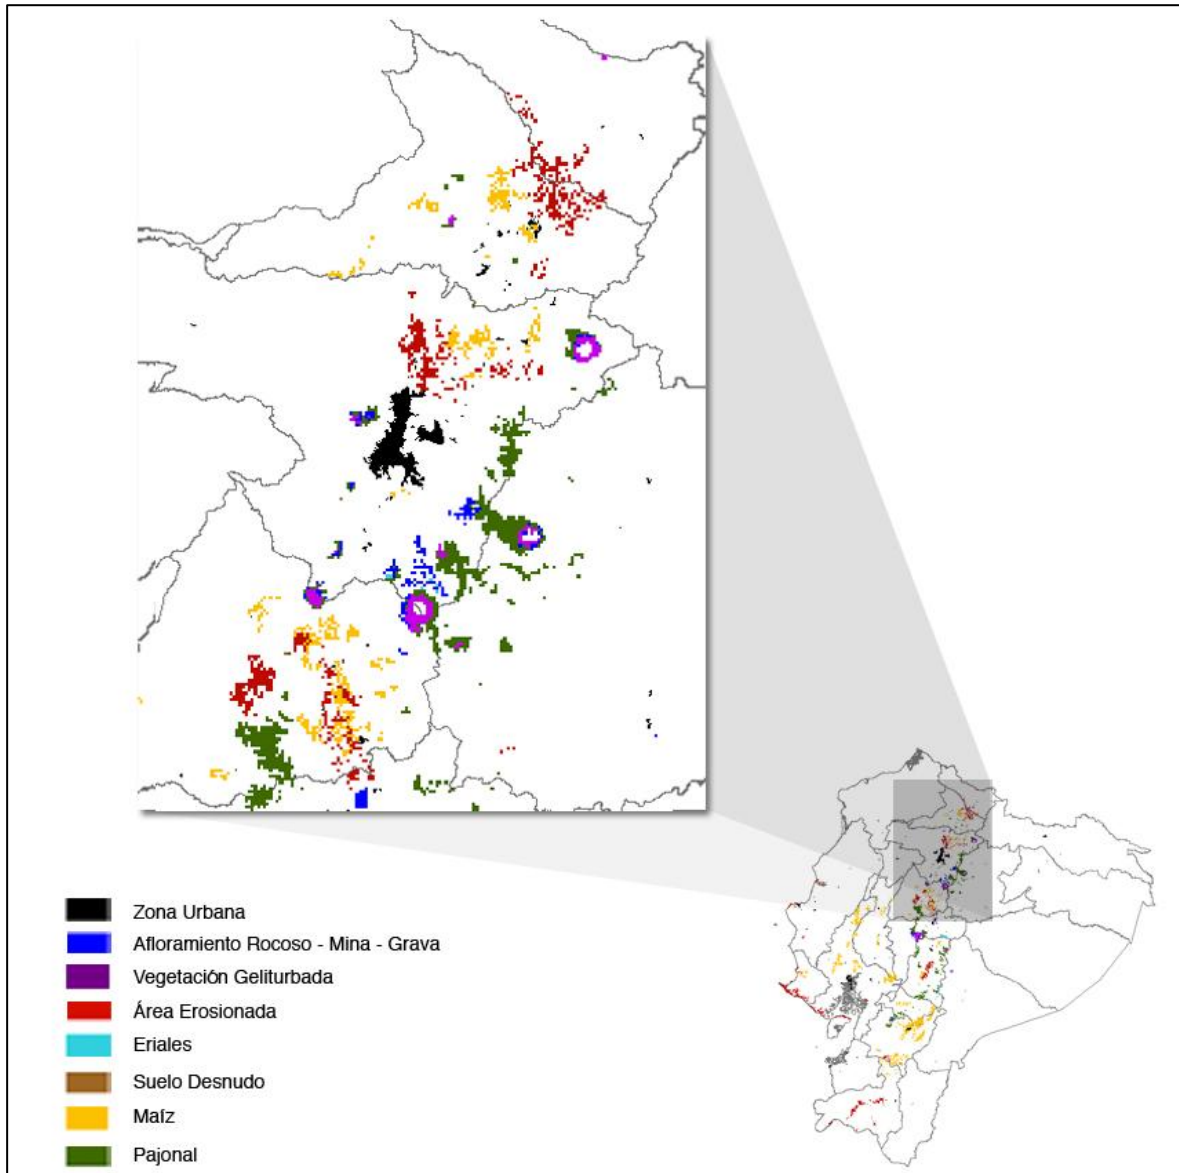 Zona Urbana
Afloramiento Rocoso - Mina - Grava
Vegetación Geliturbada
Área Erosionada
Eriales
Suelo Desnudo
Maíz
Pajonal